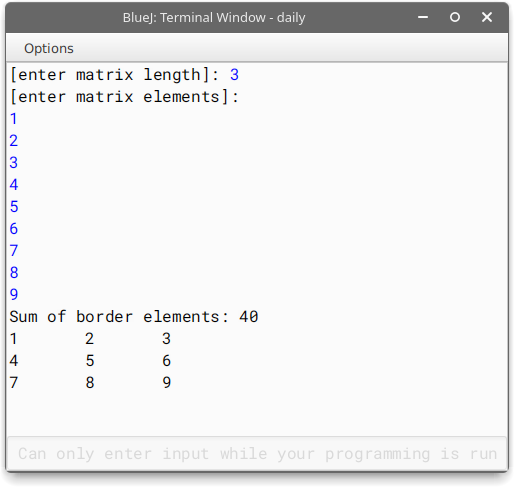 BlueJ: Terminal Window - daily
Options
[enter matrix length]: 3
[enter matrix elements]:
1
2
3
4
5
6
7
8
9
Sum of border elements: 40
1 2 3
4 5 6
7 8 9
Can only enter input while your programming is run